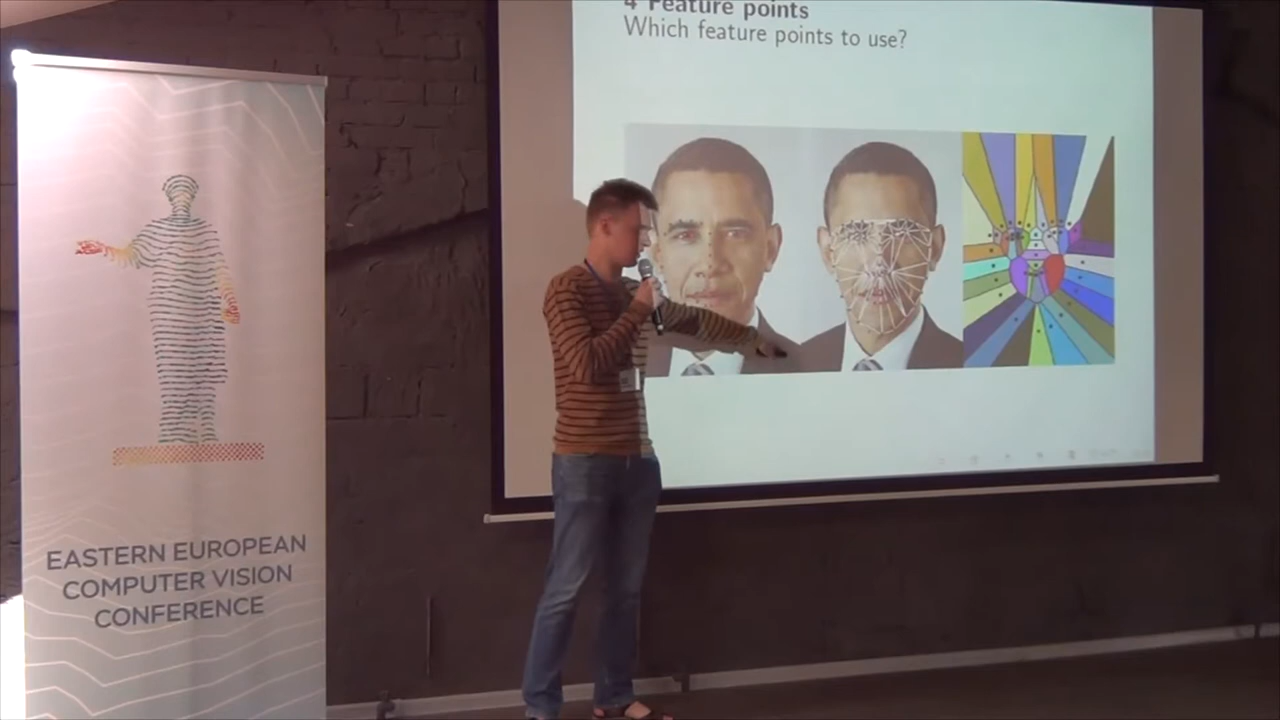 4 Feature points
Which feature points to use?
EASTERN EUROPEAN
COMPUTER VISION
CONFERENCE